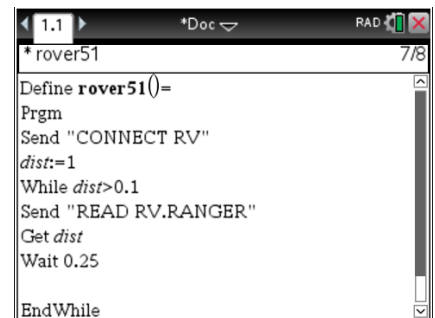 1.1 *Doc RAD
* rover51 7/8
Define rover51()=
Prgm
Send "CONNECT RV"
dist:=1
While dist>0.1
Send "READ RV.RANGER"
Get dist
Wait 0.25
EndWhile